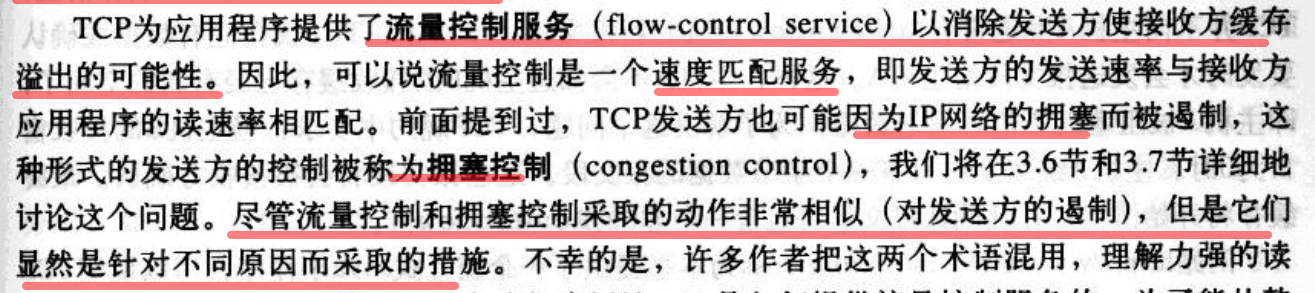 TCP为应用程序提供了流量控制服务（flow-control service）以消除发送方使接收方缓存
溢出的可能性。因此，可以说流量控制是一个速度匹配服务，即发送方的发送速率与接收方
应用程序的读速率相匹配。前面提到过，TCP发送方也可能因为IP网络的拥塞而被遏制，这
种形式的发送方的控制被称为拥塞控制（congestion control），我们将在3.6节和3.7节详细地
讨论这个问题。尽管流量控制和拥塞控制采取的动作非常相似（对发送方的遏制），但是它们
显然是针对不同原因而采取的措施。不幸的是，许多作者把这两个术语混用，理解力强的读